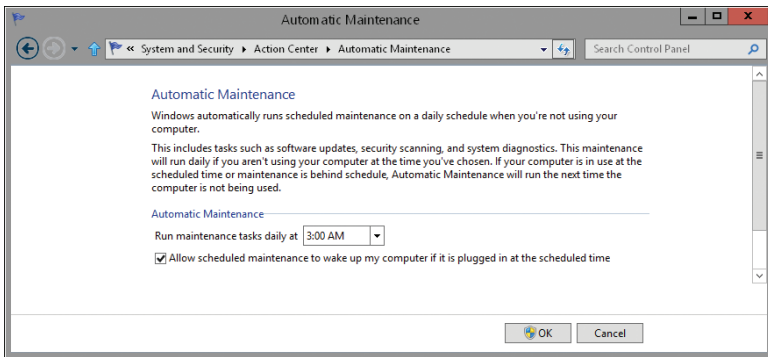 Automatic Maintenance
« System and Security ▸ Action Center ▸ Automatic Maintenance
Search Control Panel
Automatic Maintenance
Windows automatically runs scheduled maintenance on a daily schedule when you're not using your
computer.
This includes tasks such as software updates, security scanning, and system diagnostics. This maintenance
will run daily if you aren't using your computer at the time you've chosen. If your computer is in use at the
scheduled time or maintenance is behind schedule, Automatic Maintenance will run the next time the
computer is not being used.
Automatic Maintenance
Run maintenance tasks daily at 3:00 AM
Allow scheduled maintenance to wake up my computer if it is plugged in at the scheduled time
OK Cancel